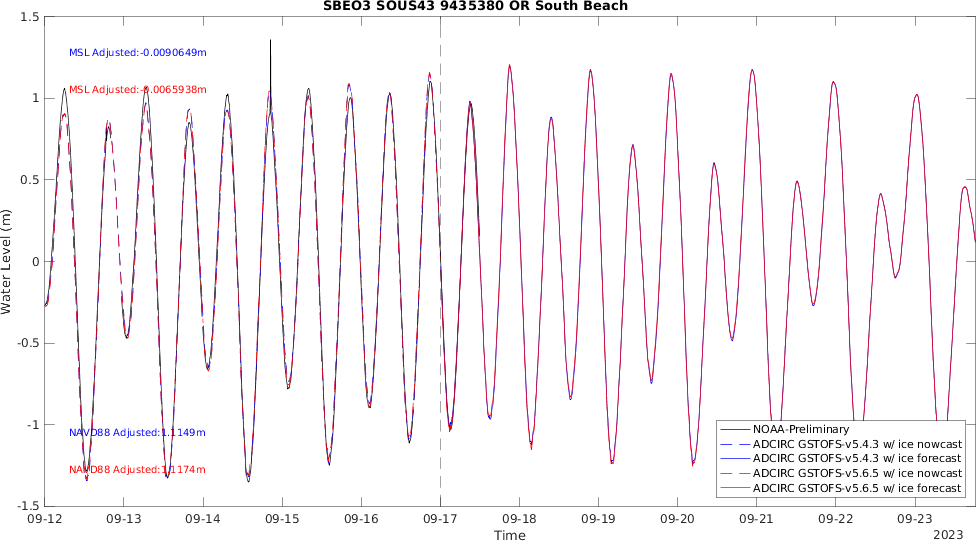 SBEO3 SOUS43 9435380 OR South Beach
1.5
1
0.5
0
-0.5
-1
-1.5
Water Level (m)
MSL Adjusted:-0.0090649m
MSL Adjusted:-0.0065938m
NAVD88 Adjusted:1.1149m
NAVD88 Adjusted:1.1174m
NOAA-Preliminary
ADCIRC GSTOFS-v5.4.3 w/ ice nowcast
ADCIRC GSTOFS-v5.4.3 w/ ice forecast
ADCIRC GSTOFS-v5.6.5 w/ ice nowcast
ADCIRC GSTOFS-v5.6.5 w/ ice forecast
09-12 09-13 09-14 09-15 09-16 09-17 09-18 09-19 09-20 09-21 09-22 09-23
Time
2023